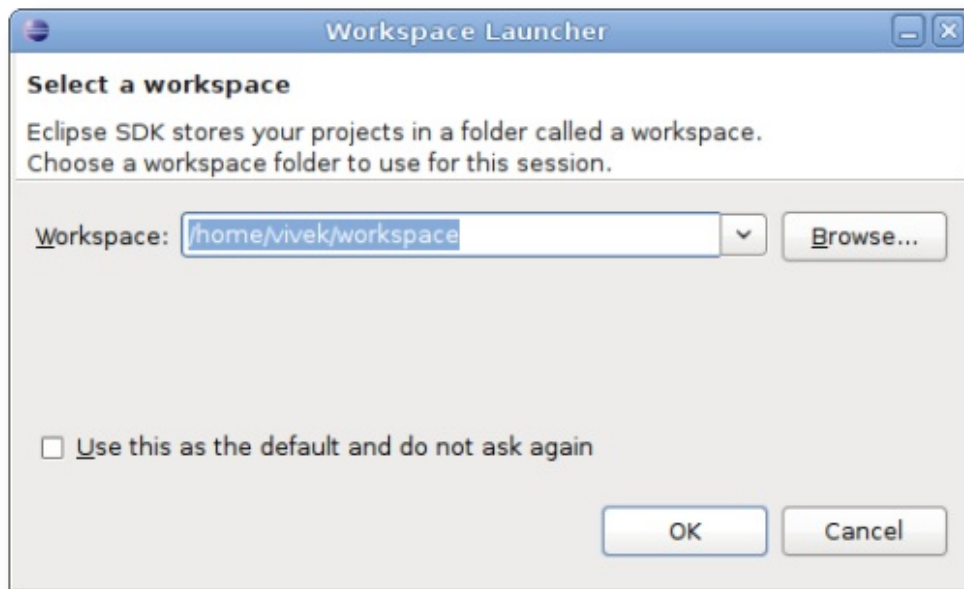 Workspace Launcher
Select a workspace
Eclipse SDK stores your projects in a folder called a workspace.
Choose a workspace folder to use for this session.
Workspace: /home/vivek/workspace Browse...
Use this as the default and do not ask again
OK Cancel